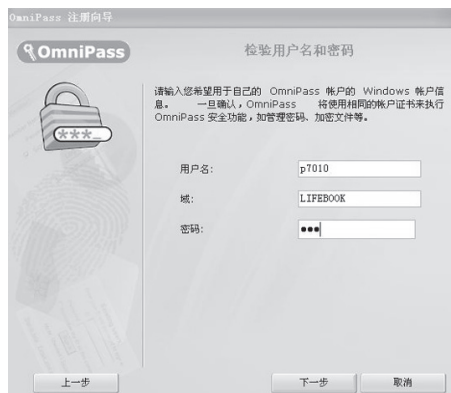 OmniPass 注册向导
OmniPass
检验用户名和密码
请输入您希望用于自己的 OmniPass 帐户的 Windows 帐户信
息。 一旦确认，OmniPass 将使用相同的帐户证书来执行
OmniPass 安全功能，如管理密码、加密文件等。
***_
用户名: p7010
域: LIFEBOOK
密码: ●●●
上一步 下一步 取消